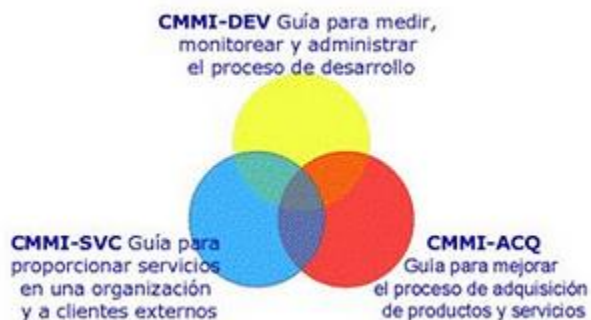 CMMI-DEV Guía para medir,
monitorear y administrar
el proceso de desarrollo
CMMI-SVC Guía para
proporcionar servicios
en una organización
y a clientes externos
CMMI-ACQ
Guía para mejorar
el proceso de adquisición
de productos y servicios